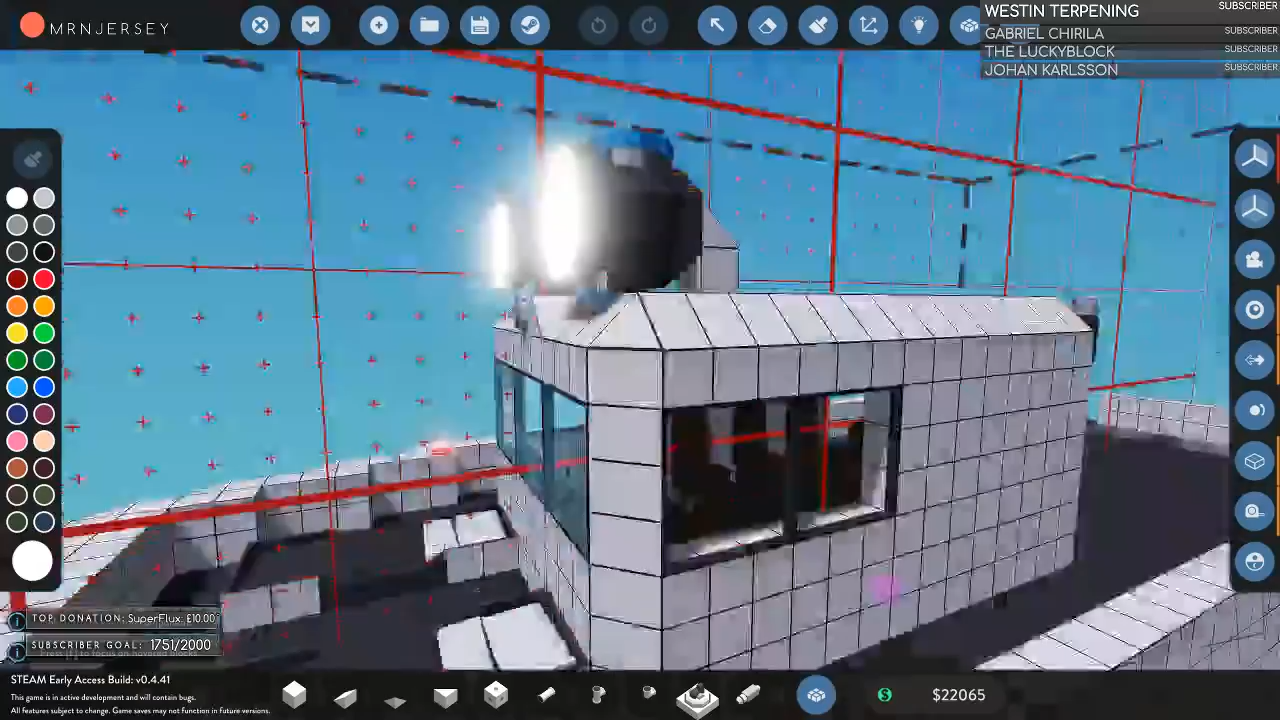 MRNJERSEY
WESTIN TERPENING SUBSCRIBER
GABRIEL CHIRILA SUBSCRIBER
THE LUCKYBLOCK SUBSCRIBER
JOHAN KARLSSON SUBSCRIBER
TOP DONATION: SuperFlux £10.00
SUBSCRIBER GOAL: 1751/2000
STEAM Early Access Build: v0.4.41
This game is in active development and will contain bugs.
All features subject to change. Game saves may not function in future versions.
$ $22065